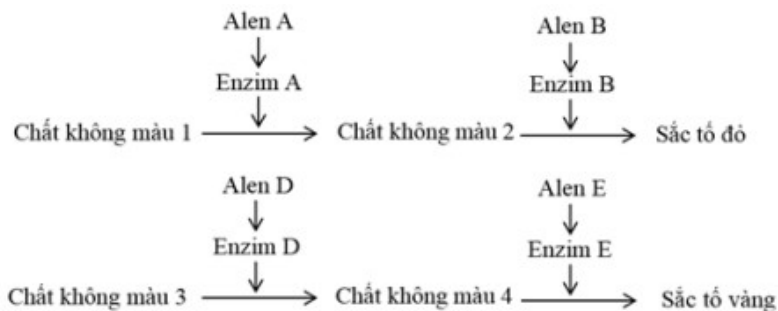 Alen A Alen B
Enzim A Enzim B
Chất không màu 1 Chất không màu 2 Sắc tố đỏ
Alen D Alen E
Enzim D Enzim E
Chất không màu 3 Chất không màu 4 Sắc tố vàng